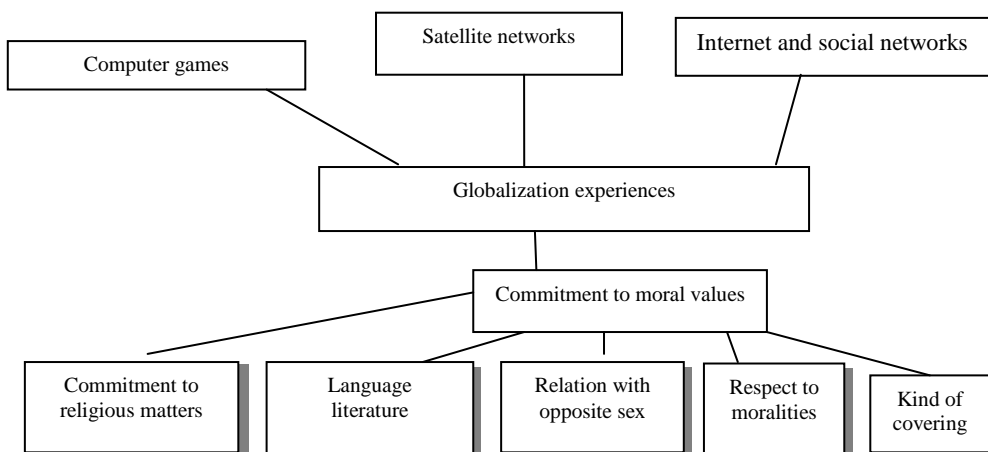 Computer games
Satellite networks
Internet and social networks
Globalization experiences
Commitment to moral values
Commitment to
religious matters
Language
literature
Relation with
opposite sex
Respect to
moralities
Kind of
covering